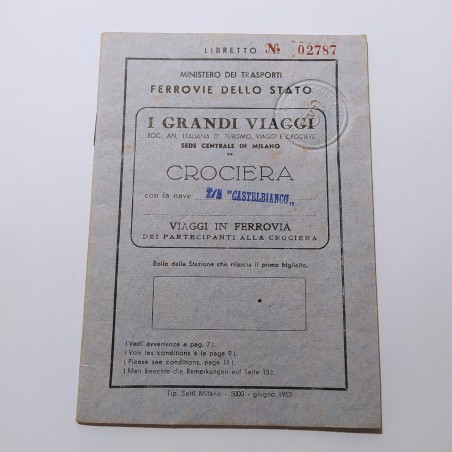 LIBRETTO № 02787
MINISTERO DEI TRASPORTI
FERROVIE DELLO STATO
I GRANDI VIAGGI
SOC. AN. ITALIANA DI TURISMO, VIAGGI E CROCIERE
SEDE CENTRALE IN MILANO
CROCIERA
con la nave T/N "CASTELBIANCO"
VIAGGI IN FERROVIA
DEI PARTECIPANTI ALLA CROCIERA
Bollo della Stazione che rilascia il primo biglietto.
(Vedi avvertenze a pag. 7).
(Voir les conditions à la page 9).
(Please see conditions, page 11).
(Man beachte die Bemerkungen auf Seite 13).
Tip. Setti Milano - 5000 - giugno 1953